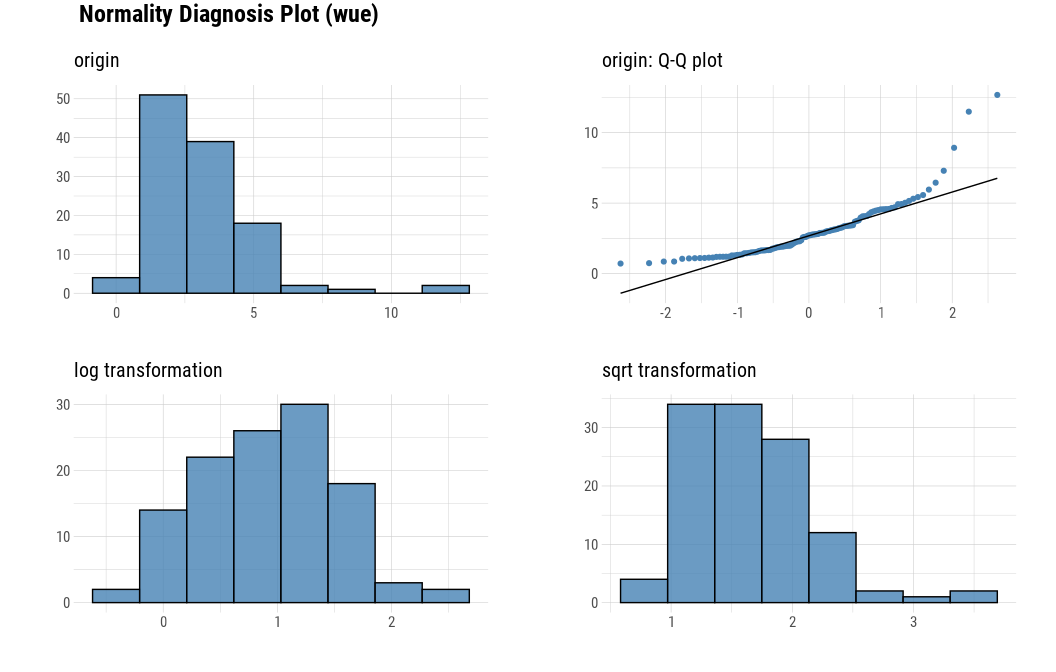 Normality Diagnosis Plot (wue)
origin
50
40
30
20
10
0
0 5 10
origin: Q-Q plot
10
5
0
-2 -1 0 1 2
log transformation
30
20
10
0
0 1 2
sqrt transformation
30
20
10
0
1 2 3